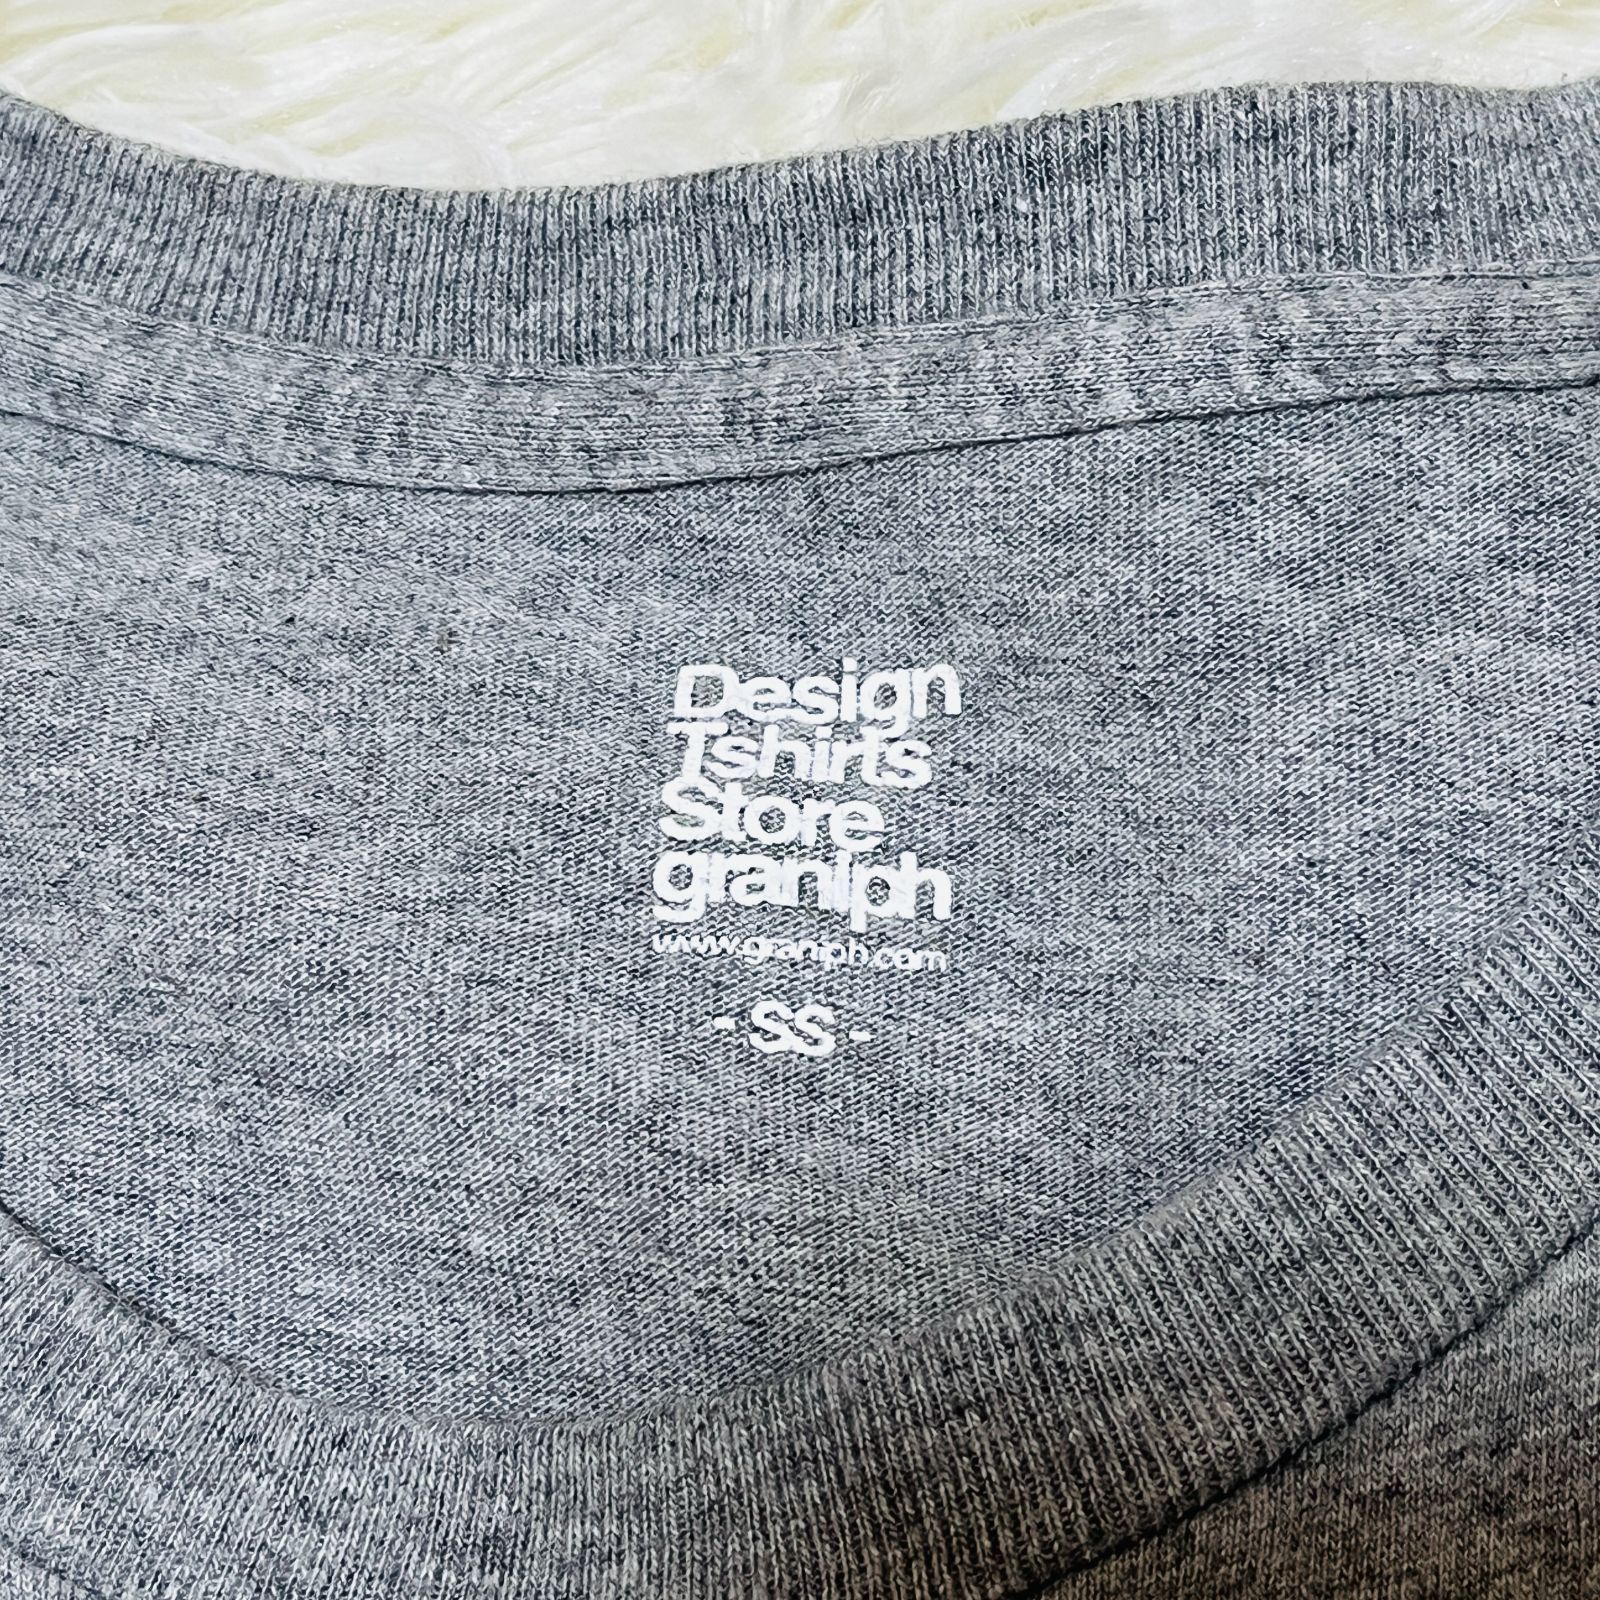 Design
Tshirts
Store
graniph
www.graniph.com
- SS -